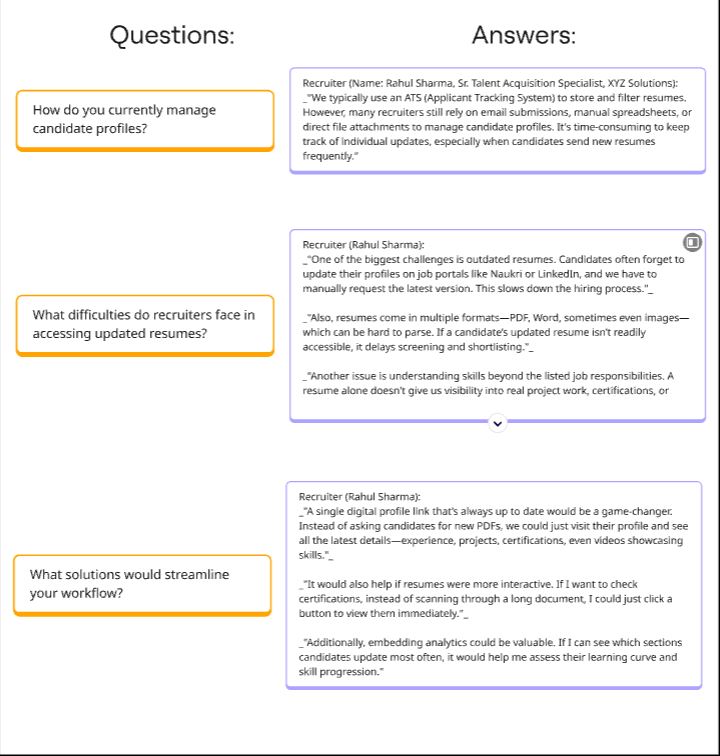 Questions:
Answers:
How do you currently manage
candidate profiles?
Recruiter (Name: Rahul Sharma, Sr. Talent Acquisition Specialist, XYZ Solutions):
_"We typically use an ATS (Applicant Tracking System) to store and filter resumes.
However, many recruiters still rely on email submissions, manual spreadsheets, or
direct file attachments to manage candidate profiles. It's time-consuming to keep
track of individual updates, especially when candidates send new resumes
frequently."
What difficulties do recruiters face in
accessing updated resumes?
Recruiter (Rahul Sharma):
_"One of the biggest challenges is outdated resumes. Candidates often forget to
update their profiles on job portals like Naukri or LinkedIn, and we have to
manually request the latest version. This slows down the hiring process."_
_"Also, resumes come in multiple formats—PDF, Word, sometimes even images—
which can be hard to parse. If a candidate's updated resume isn't readily
accessible, it delays screening and shortlisting."_
_"Another issue is understanding skills beyond the listed job responsibilities. A
resume alone doesn't give us visibility into real project work, certifications, or
What solutions would streamline
your workflow?
Recruiter (Rahul Sharma):
_"A single digital profile link that's always up to date would be a game-changer.
Instead of asking candidates for new PDFs, we could just visit their profile and see
all the latest details—experience, projects, certifications, even videos showcasing
skills."_
_"It would also help if resumes were more interactive. If I want to check
certifications, instead of scanning through a long document, I could just click a
button to view them immediately."_
_"Additionally, embedding analytics could be valuable. If I can see which sections
candidates update most often, it would help me assess their learning curve and
skill progression."